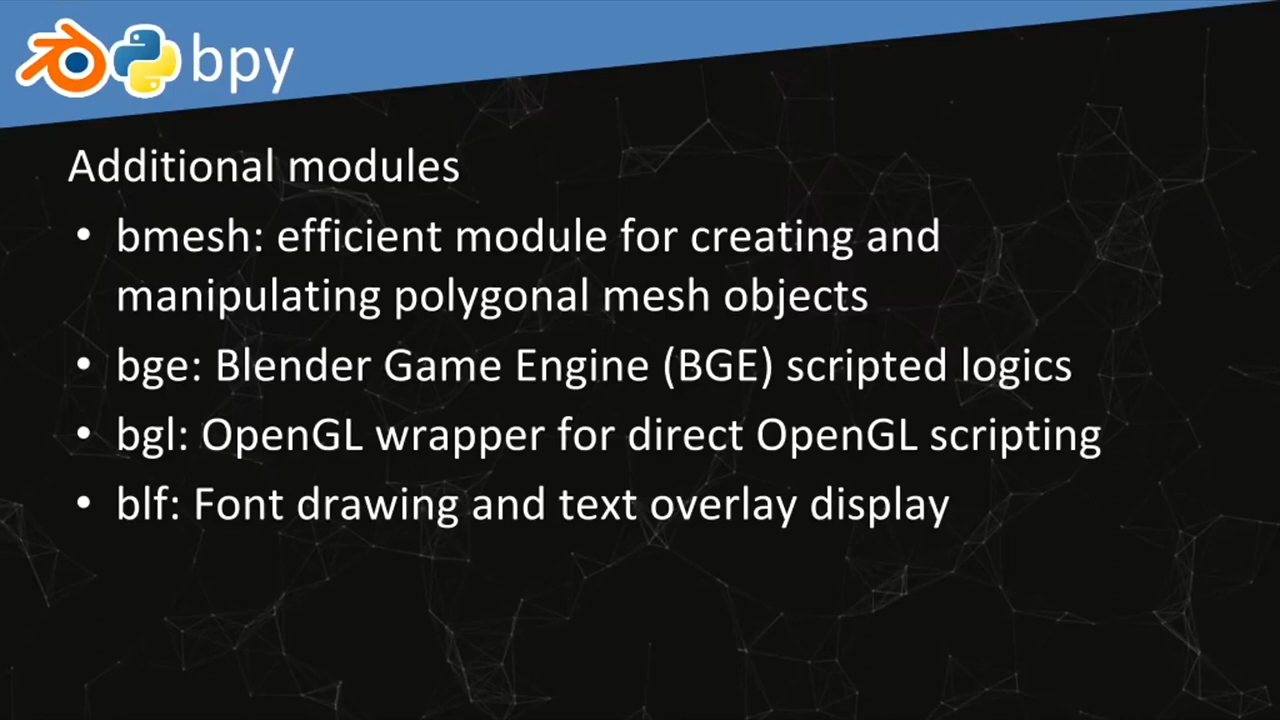 bpy
Additional modules
• bmesh: efficient module for creating and
manipulating polygonal mesh objects
• bge: Blender Game Engine (BGE) scripted logics
• bgl: OpenGL wrapper for direct OpenGL scripting
• blf: Font drawing and text overlay display